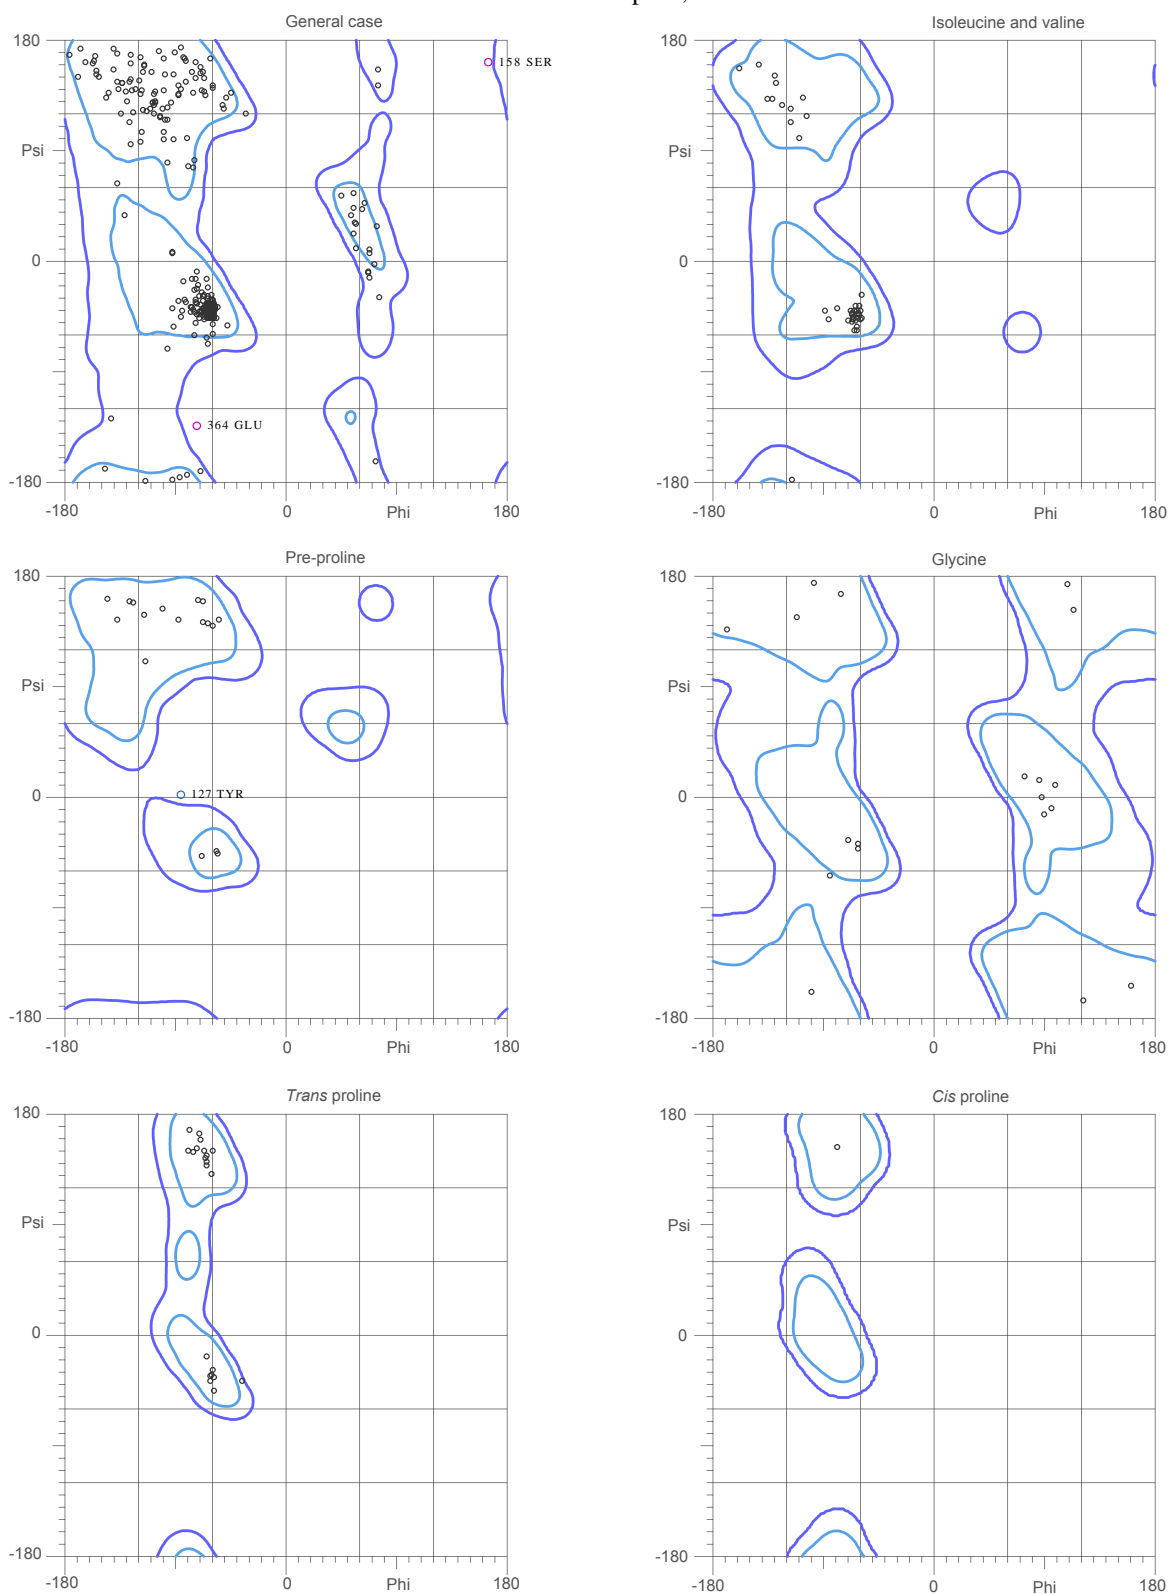 General case
Isoleucine and valine
180
158 SER
180
Psi
Psi
0
0
364 GLU
-180
-180
-180
0
Phi
180
-180
0
Phi
180
Pre-proline
Glycine
180
180
Psi
Psi
0
127 TYR
0
-180
-180
-180
0
Phi
180
-180
0
Phi
180
Trans proline
Cis proline
180
180
Psi
Psi
0
0
-180
-180
-180
0
Phi
180
-180
0
Phi
180